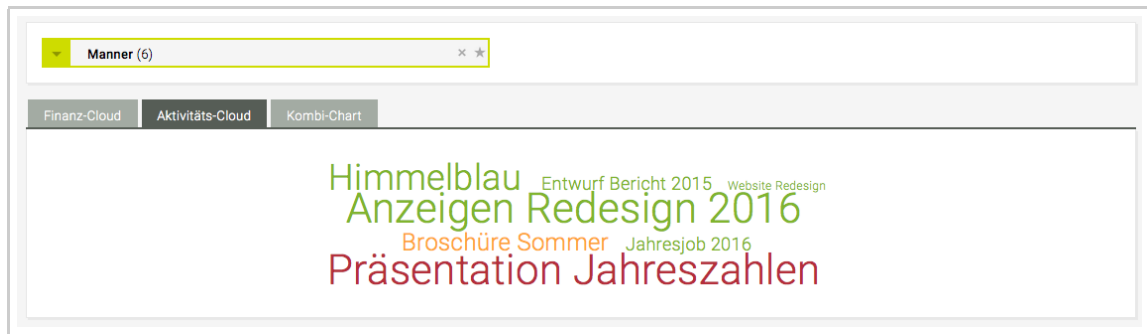 Manner (6)
Finanz-Cloud Aktivitäts-Cloud Kombi-Chart
Himmelblau Entwurf Bericht 2015 Website Redesign
Anzeigen Redesign 2016
Broschüre Sommer Jahresjob 2016
Präsentation Jahreszahlen